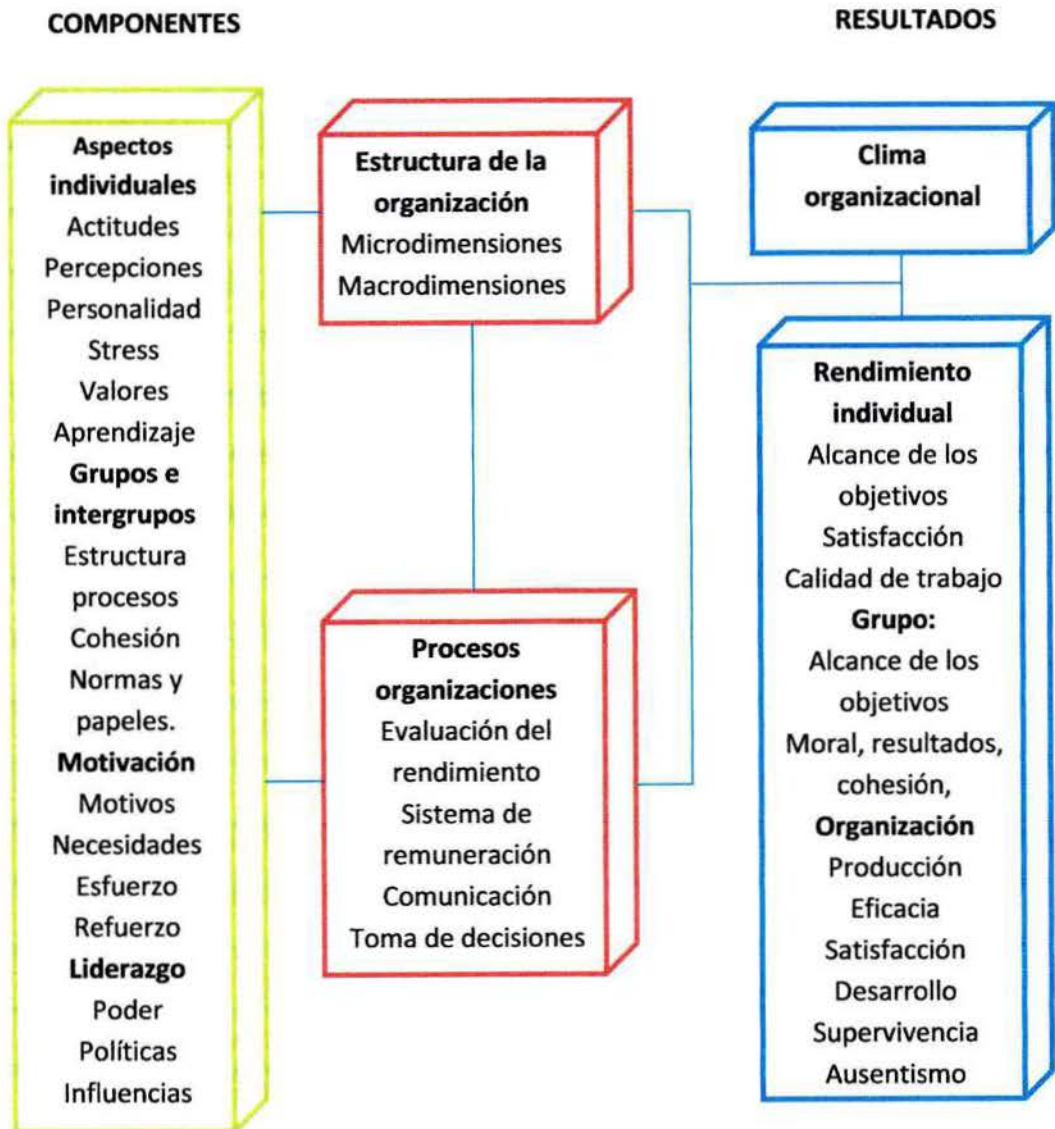 COMPONENTES
RESULTADOS
Aspectos
individuales
Actitudes
Percepciones
Personalidad
Stress
Valores
Aprendizaje
Grupos e
intergrupos
Estructura
procesos
Cohesión
Normas y
papeles.
Motivación
Motivos
Necesidades
Esfuerzo
Refuerzo
Liderazgo
Poder
Políticas
Influencias
Estructura de la
organización
Microdimensiones
Macrodimensiones
Procesos
organizaciones
Evaluación del
rendimiento
Sistema de
remuneración
Comunicación
Toma de decisiones
Clima
organizacional
Rendimiento
individual
Alcance de los
objetivos
Satisfacción
Calidad de trabajo
Grupo:
Alcance de los
objetivos
Moral, resultados,
cohesión,
Organización
Producción
Eficacia
Satisfacción
Desarrollo
Supervivencia
Ausentismo